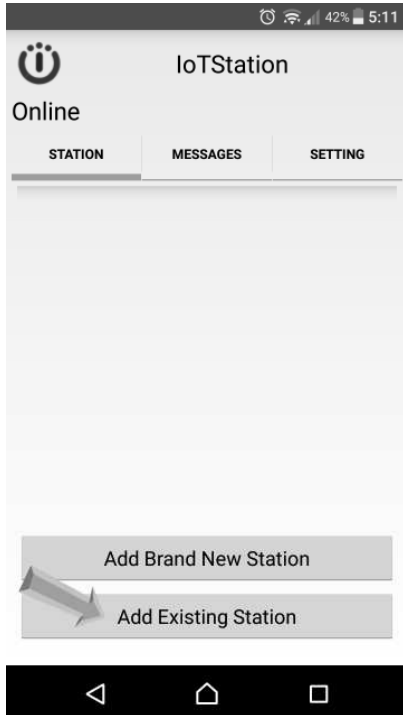 42% 5:11
IoTStation
Online
STATION MESSAGES SETTING
Add Brand New Station
Add Existing Station